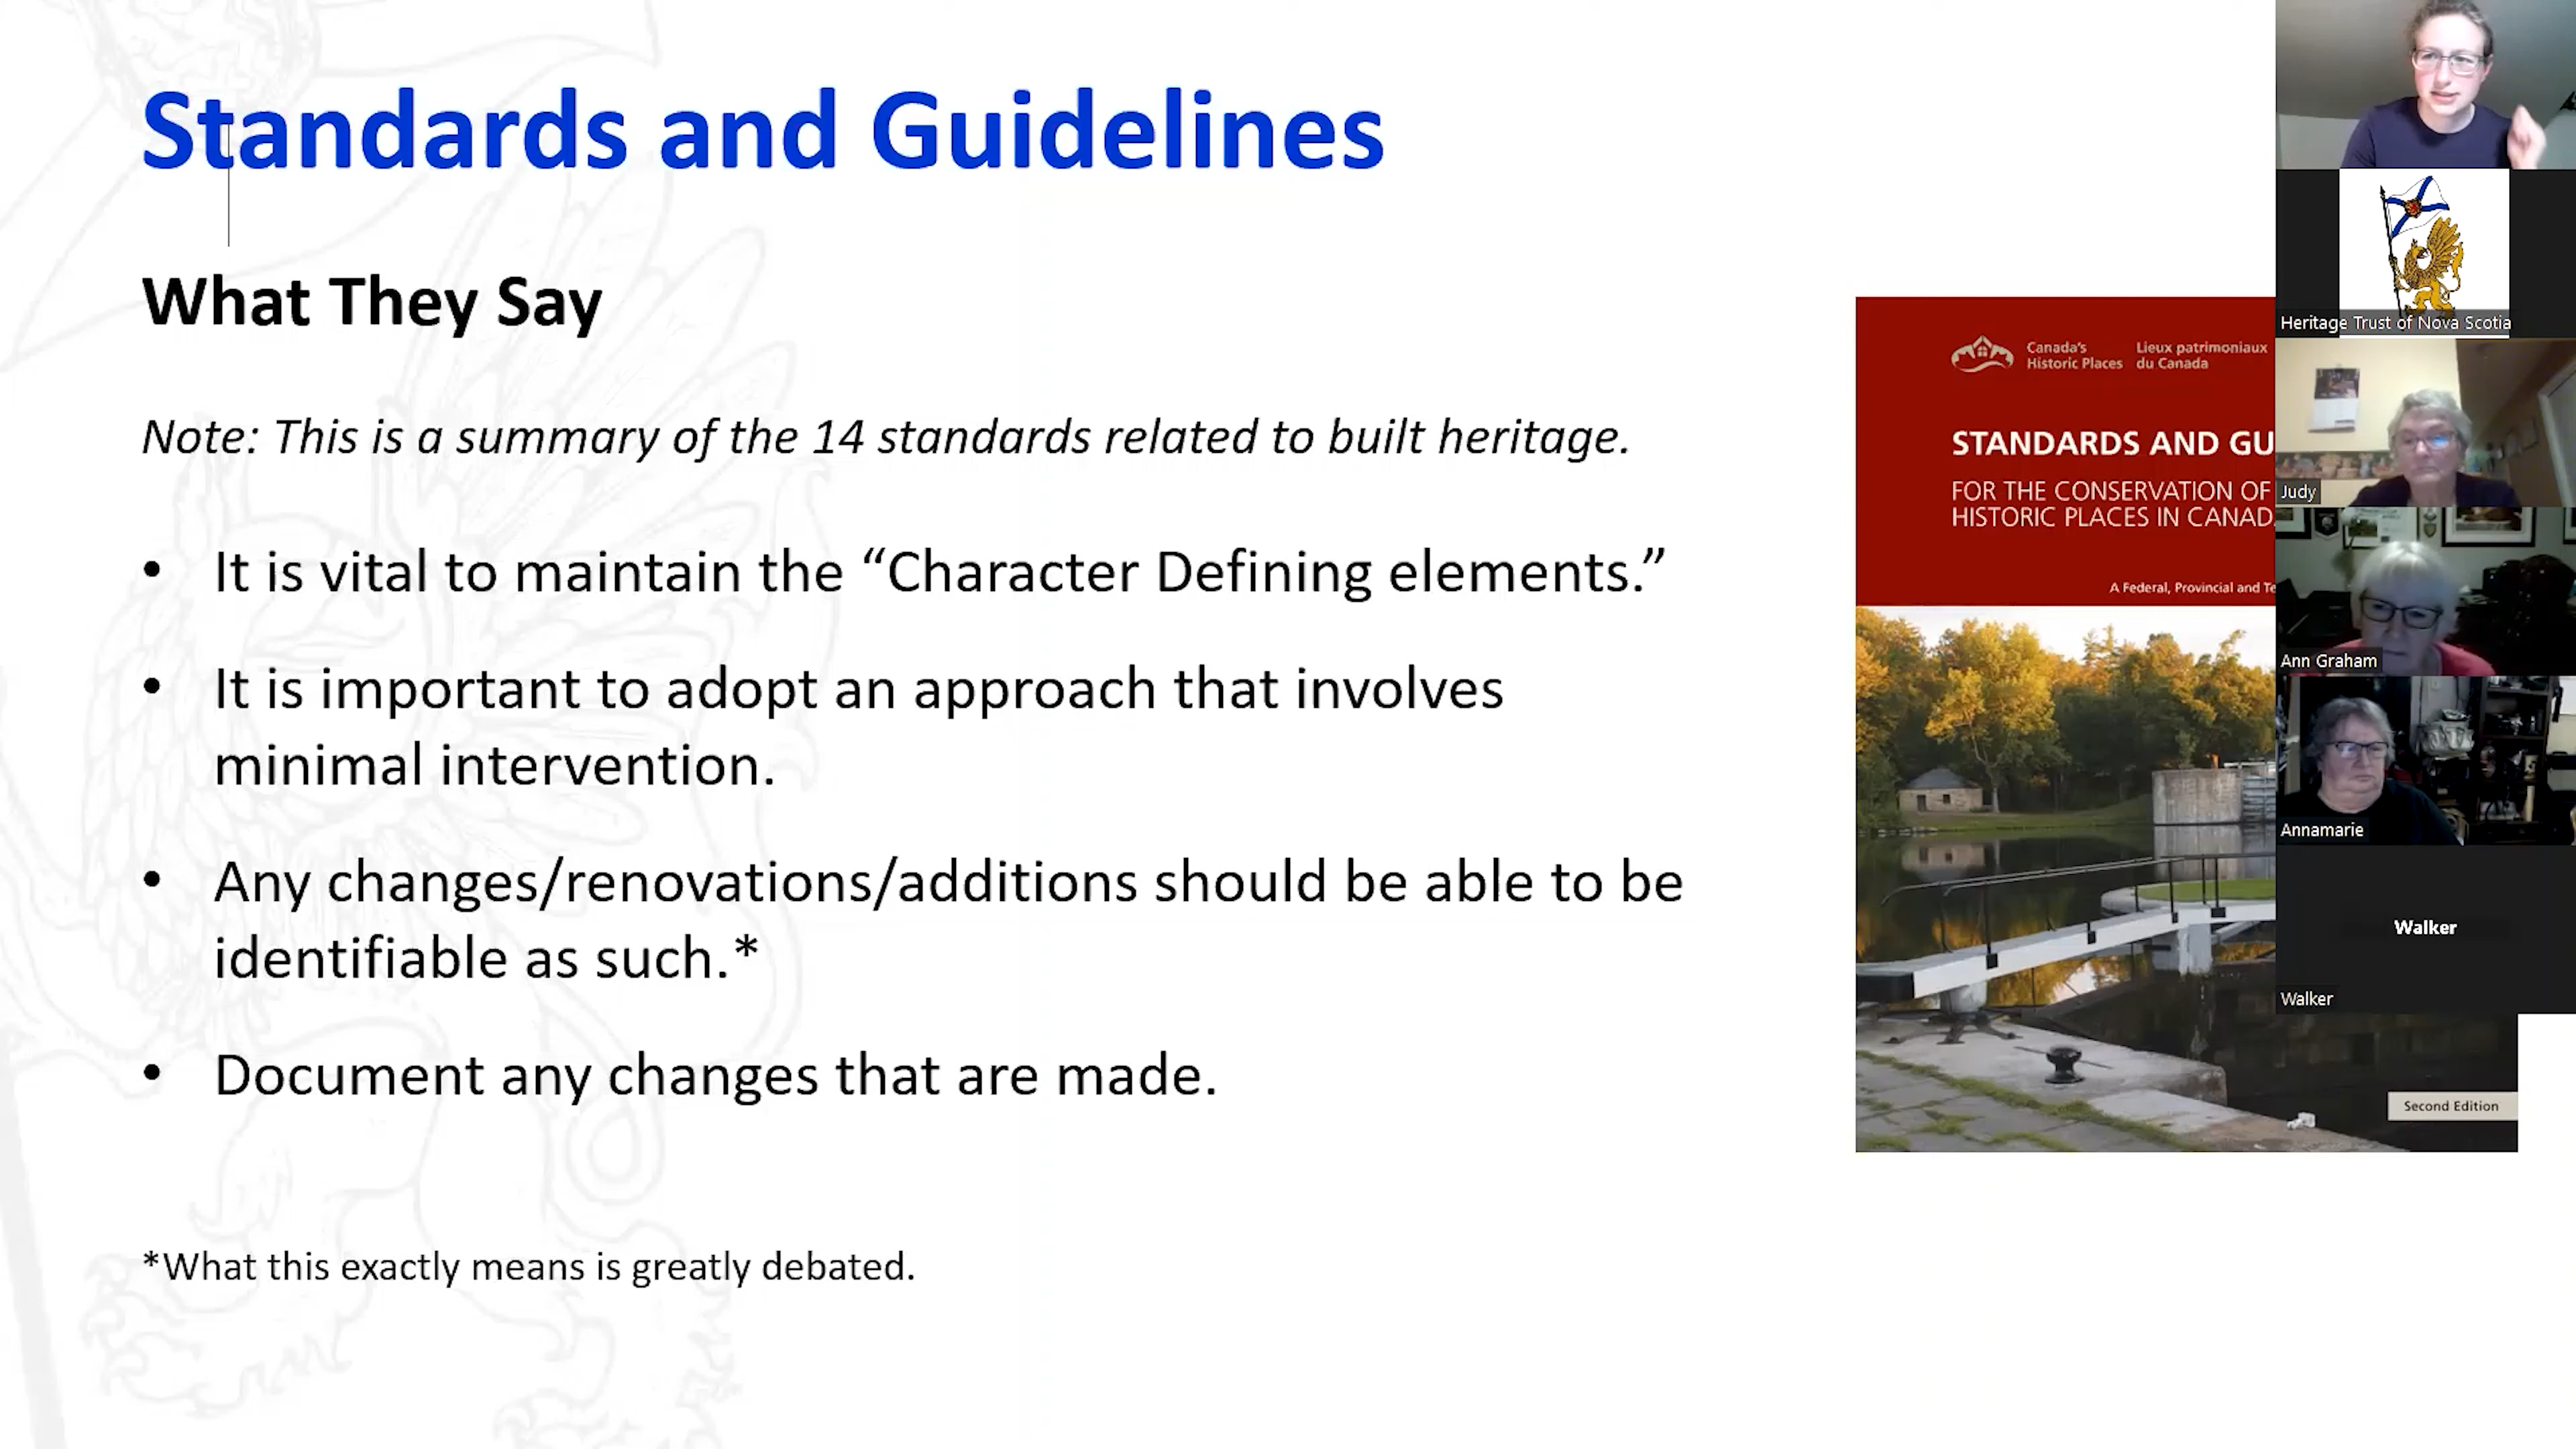 Standards and Guidelines
What They Say
Note: This is a summary of the 14 standards related to built heritage.
• It is vital to maintain the “Character Defining elements.”
• It is important to adopt an approach that involves
minimal intervention.
• Any changes/renovations/additions should be able to be
identifiable as such.*
• Document any changes that are made.
*What this exactly means is greatly debated.
Canada's
Historic Places
Lieux patrimoniaux
du Canada
STANDARDS AND GU
FOR THE CONSERVATION OF
HISTORIC PLACES IN CANAD
A Federal, Provincial and Te
Second Edition
Heritage Trust of Nova Scotia
Judy
Ann Graham
Annamarie
Walker
Walker